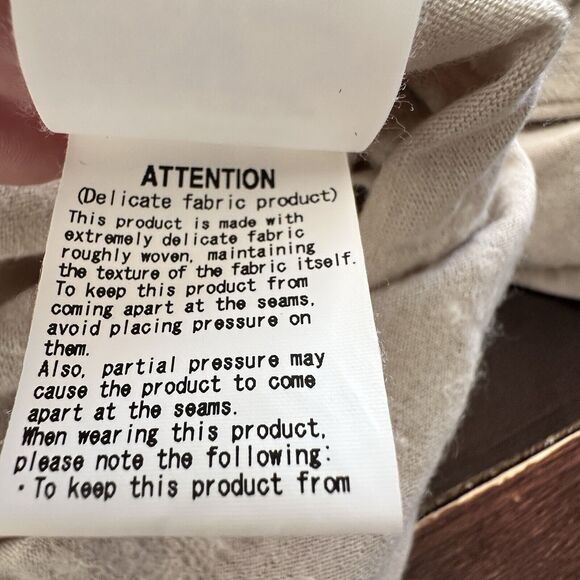 ATTENTION
(Delicate fabric product)
This product is made with
extremely delicate fabric
roughly woven, maintaining
the texture of the fabric itself.
To keep this product from
coming apart at the seams,
avoid placing pressure on
them.
Also, partial pressure may
cause the product to come
apart at the seams.
When wearing this product,
please note the following:
・To keep this product from